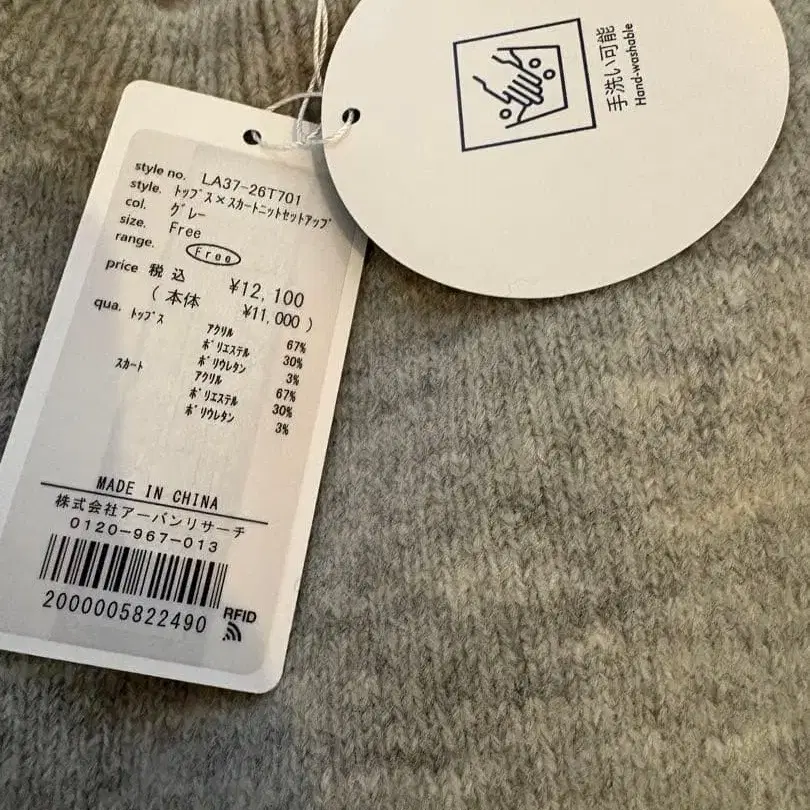 手洗い可能
Hand-washable
style no. LA37-26T701
style. トップス×スカートニットセットアップ
col. グレー
size. Free
range. Free
price 税込 ¥12,100
(本体 ¥11,000)
qua. トップス アクリル 67%
ポリエステル 30%
ポリウレタン 3%
スカート アクリル 67%
ポリエステル 30%
ポリウレタン 3%
MADE IN CHINA
株式会社アーバンリサーチ
0120-967-013
2000005822490
RFID